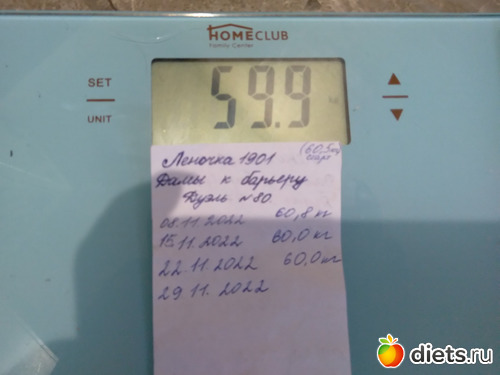 HOMECLUB
Family Center
SET
UNIT
59.9
Леночка 1901
(60,5кг
старт
Дамы к барьеру
Дуэль №80
08.11.2022 60,8 кг
15.11.2022 60,0 кг
22.11.2022 60,0 кг
29.11.2022
diets.ru